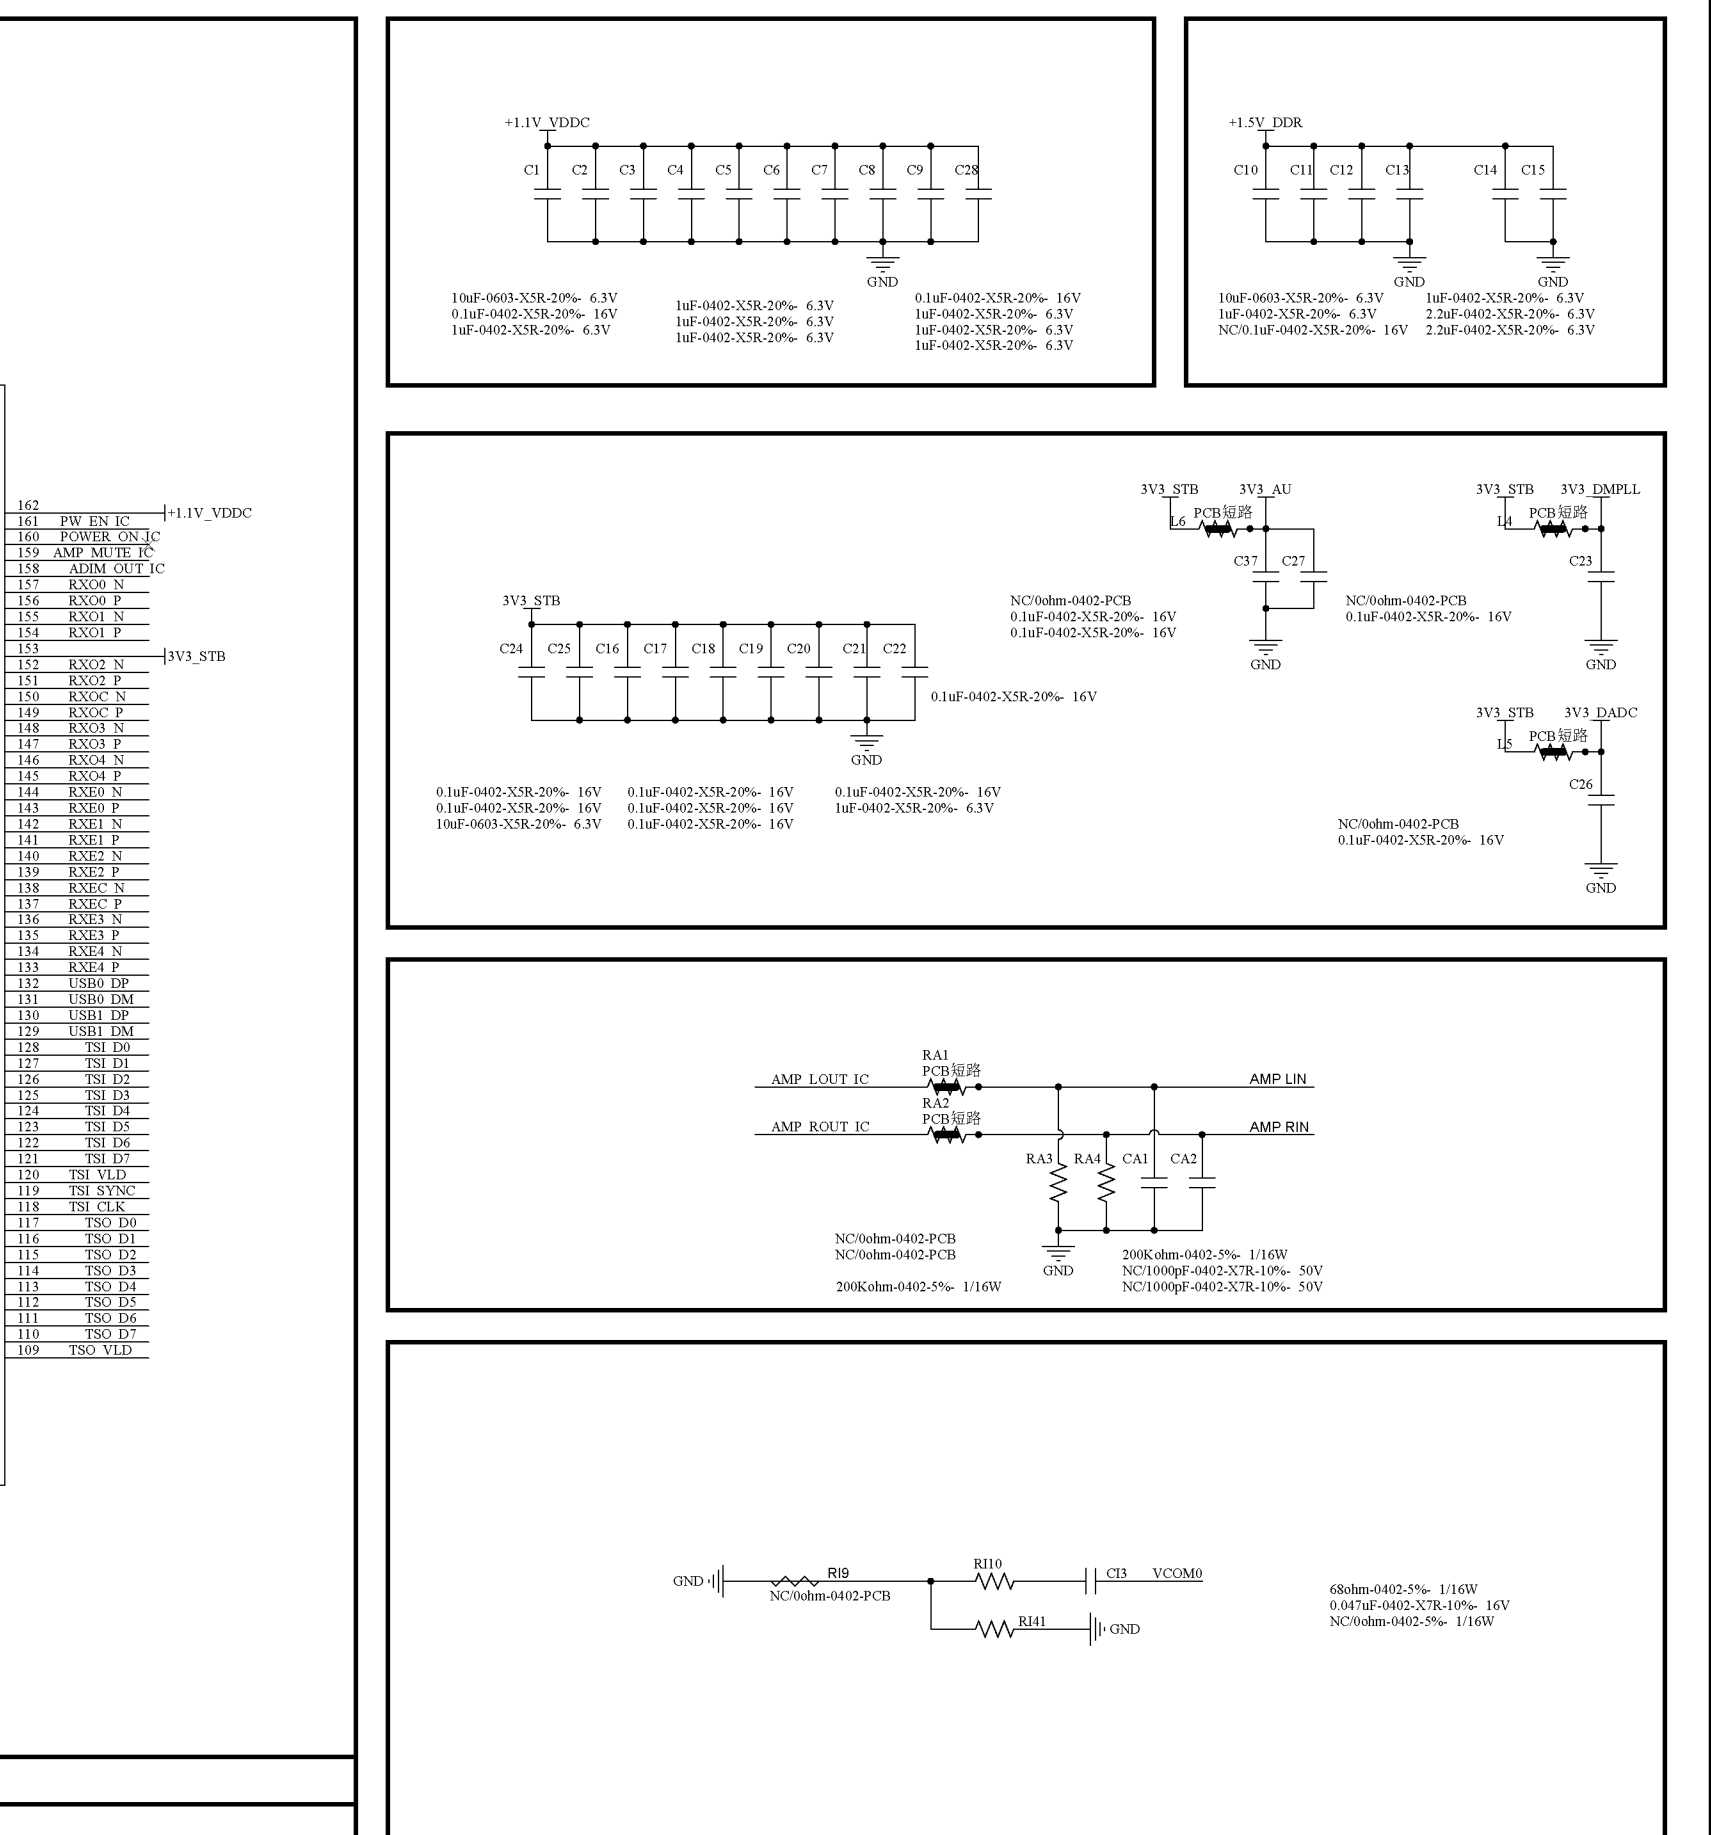 162
+1.1V_VDDC
161 PW_EN_IC
160 POWER_ON_IC
159 AMP_MUTE_IC
158 ADIM_OUT_IC
157 RXO0_N
156 RXO0_P
155 RXO1_N
154 RXO1_P
153
3V3_STB
152 RXO2_N
151 RXO2_P
150 RXOC_N
149 RXOC_P
148 RXO3_N
147 RXO3_P
146 RXO4_N
145 RXO4_P
144 RXE0_N
143 RXE0_P
142 RXE1_N
141 RXE1_P
140 RXE2_N
139 RXE2_P
138 RXEC_N
137 RXEC_P
136 RXE3_N
135 RXE3_P
134 RXE4_N
133 RXE4_P
132 USB0_DP
131 USB0_DM
130 USB1_DP
129 USB1_DM
128 TSI_D0
127 TSI_D1
126 TSI_D2
125 TSI_D3
124 TSI_D4
123 TSI_D5
122 TSI_D6
121 TSI_D7
120 TSI_VLD
119 TSI_SYNC
118 TSI_CLK
117 TSO_D0
116 TSO_D1
115 TSO_D2
114 TSO_D3
113 TSO_D4
112 TSO_D5
111 TSO_D6
110 TSO_D7
109 TSO_VLD
+1.1V_VDDC
C1 C2 C3 C4 C5 C6 C7 C8 C9 C28
GND
10uF-0603-X5R-20%- 6.3V
0.1uF-0402-X5R-20%- 16V
1uF-0402-X5R-20%- 6.3V
1uF-0402-X5R-20%- 6.3V
1uF-0402-X5R-20%- 6.3V
1uF-0402-X5R-20%- 6.3V
0.1uF-0402-X5R-20%- 16V
1uF-0402-X5R-20%- 6.3V
1uF-0402-X5R-20%- 6.3V
1uF-0402-X5R-20%- 6.3V
+1.5V_DDR
C10 C11 C12 C13 C14 C15
GND GND
10uF-0603-X5R-20%- 6.3V
1uF-0402-X5R-20%- 6.3V
NC/0.1uF-0402-X5R-20%- 16V
1uF-0402-X5R-20%- 6.3V
2.2uF-0402-X5R-20%- 6.3V
2.2uF-0402-X5R-20%- 6.3V
3V3_STB
C24 C25 C16 C17 C18 C19 C20 C21 C22
0.1uF-0402-X5R-20%- 16V
GND
0.1uF-0402-X5R-20%- 16V
0.1uF-0402-X5R-20%- 16V
10uF-0603-X5R-20%- 6.3V
0.1uF-0402-X5R-20%- 16V
0.1uF-0402-X5R-20%- 16V
0.1uF-0402-X5R-20%- 16V
0.1uF-0402-X5R-20%- 16V
1uF-0402-X5R-20%- 6.3V
3V3_STB 3V3_AU
L6 PCB短路
C37 C27
NC/0ohm-0402-PCB
0.1uF-0402-X5R-20%- 16V
0.1uF-0402-X5R-20%- 16V
GND
3V3_STB 3V3_DMPLL
L4 PCB短路
C23
NC/0ohm-0402-PCB
0.1uF-0402-X5R-20%- 16V
GND
3V3_STB 3V3_DADC
L5 PCB短路
C26
NC/0ohm-0402-PCB
0.1uF-0402-X5R-20%- 16V
GND
RA1
PCB短路
AMP_LOUT_IC AMP LIN
RA2
PCB短路
AMP_ROUT_IC AMP RIN
RA3 RA4 CA1 CA2
NC/0ohm-0402-PCB
NC/0ohm-0402-PCB
200Kohm-0402-5%- 1/16W
GND
200Kohm-0402-5%- 1/16W
NC/1000pF-0402-X7R-10%- 50V
NC/1000pF-0402-X7R-10%- 50V
GND RI9 RI10 CI3 VCOM0
NC/0ohm-0402-PCB
RI41 GND
68ohm-0402-5%- 1/16W
0.047uF-0402-X7R-10%- 16V
NC/0ohm-0402-5%- 1/16W